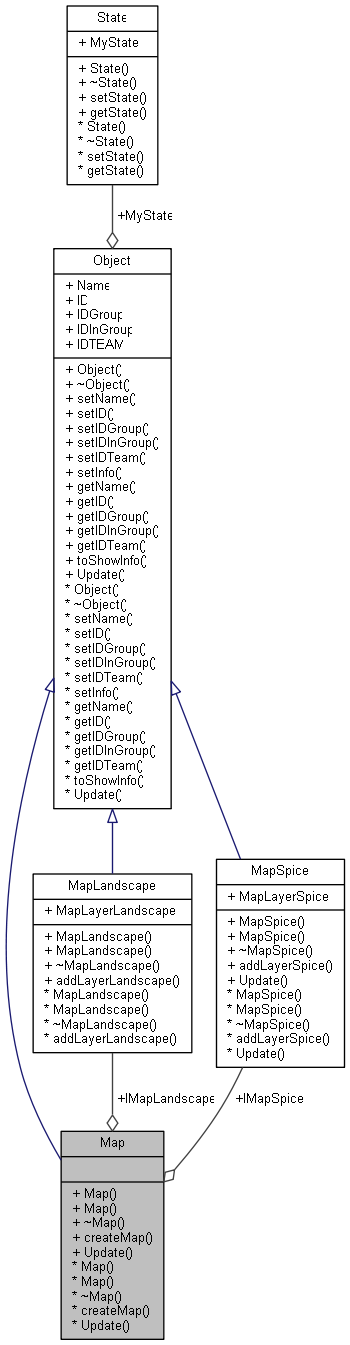 State
+ MyState
+ State()
+ ~State()
+ setState()
+ getState()
* State()
* ~State()
* setState()
* getState()
+MyState
Object
+ Name
+ ID
+ IDGroup
+ IDInGroup
+ IDTEAM
+ Object()
+ ~Object()
+ setName()
+ setID()
+ setIDGroup()
+ setIDInGroup()
+ setIDTeam()
+ setInfo()
+ getName()
+ getID()
+ getIDGroup()
+ getIDInGroup()
+ getIDTeam()
+ toShowInfo()
+ Update()
* Object()
* ~Object()
* setName()
* setID()
* setIDGroup()
* setIDInGroup()
* setIDTeam()
* setInfo()
* getName()
* getID()
* getIDGroup()
* getIDInGroup()
* getIDTeam()
* toShowInfo()
* Update()
MapLandscape
+ MapLayerLandscape
+ MapLandscape()
+ MapLandscape()
+ ~MapLandscape()
+ addLayerLandscape()
* MapLandscape()
* MapLandscape()
* ~MapLandscape()
* addLayerLandscape()
MapSpice
+ MapLayerSpice
+ MapSpice()
+ MapSpice()
+ ~MapSpice()
+ addLayerSpice()
+ Update()
* MapSpice()
* MapSpice()
* ~MapSpice()
* addLayerSpice()
* Update()
+IMapLandscape
+IMapSpice
Map
+ Map()
+ Map()
+ ~Map()
+ createMap()
+ Update()
* Map()
* Map()
* ~Map()
* createMap()
* Update()